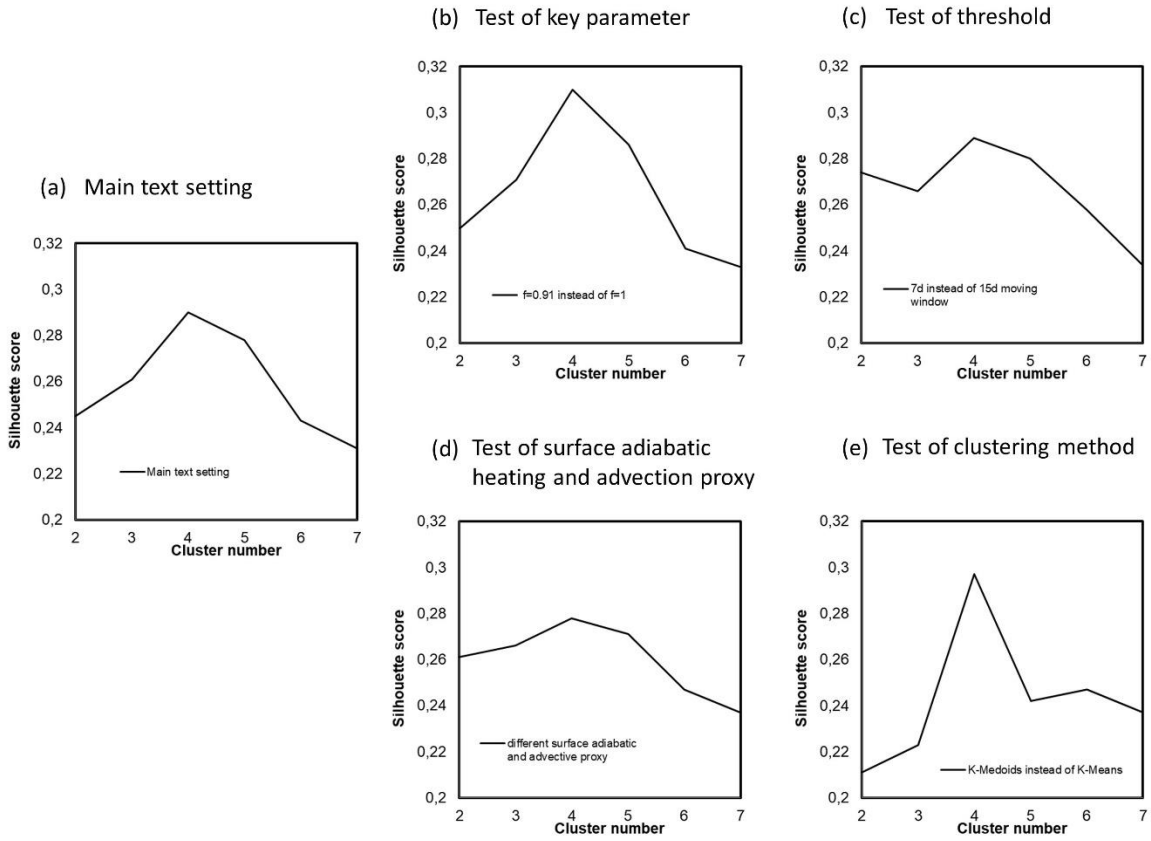 (a) Main text setting
Silhouette score
0,32
0,3
0,28
0,26
0,24
0,22
0,2
Main text setting
2 3 4 5 6 7
Cluster number
(b) Test of key parameter
Silhouette score
0,32
0,3
0,28
0,26
0,24
0,22
0,2
f=0.91 instead of f=1
2 3 4 5 6 7
Cluster number
(c) Test of threshold
Silhouette score
0,32
0,3
0,28
0,26
0,24
0,22
0,2
7d instead of 15d moving
window
2 3 4 5 6 7
Cluster number
(d) Test of surface adiabatic
heating and advection proxy
Silhouette score
0,32
0,3
0,28
0,26
0,24
0,22
0,2
different surface adiabatic
and advective proxy
2 3 4 5 6 7
Cluster number
(e) Test of clustering method
Silhouette score
0,32
0,3
0,28
0,26
0,24
0,22
0,2
K-Medoids instead of K-Means
2 3 4 5 6 7
Cluster number